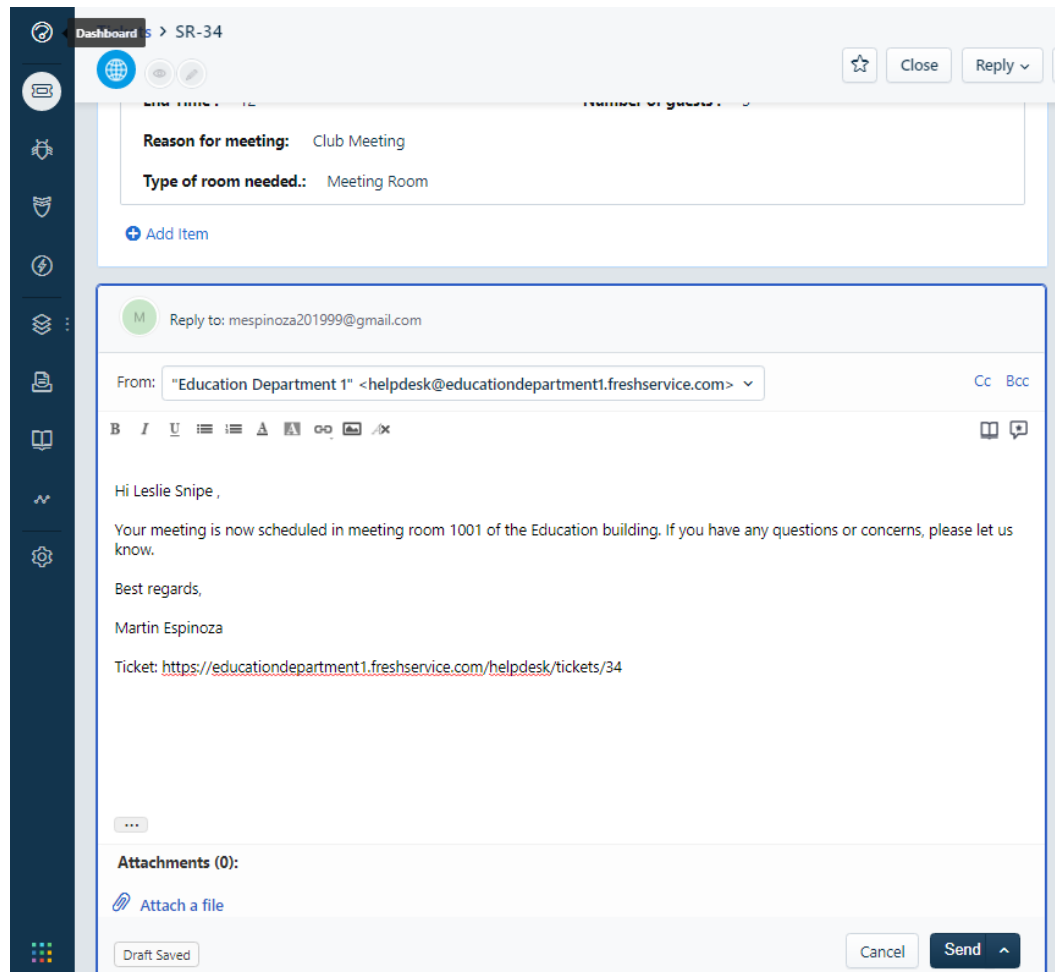 Dashboard
s > SR-34
Close
Reply
Reason for meeting: Club Meeting
Type of room needed.: Meeting Room
Add Item
M
Reply to: mespinoza201999@gmail.com
From: "Education Department 1" <helpdesk@educationdepartment1.freshservice.com>
Cc Bcc
B I U A A
Hi Leslie Snipe ,
Your meeting is now scheduled in meeting room 1001 of the Education building. If you have any questions or concerns, please let us
know.
Best regards,
Martin Espinoza
Ticket: https://educationdepartment1.freshservice.com/helpdesk/tickets/34
...
Attachments (0):
Attach a file
Draft Saved
Cancel
Send